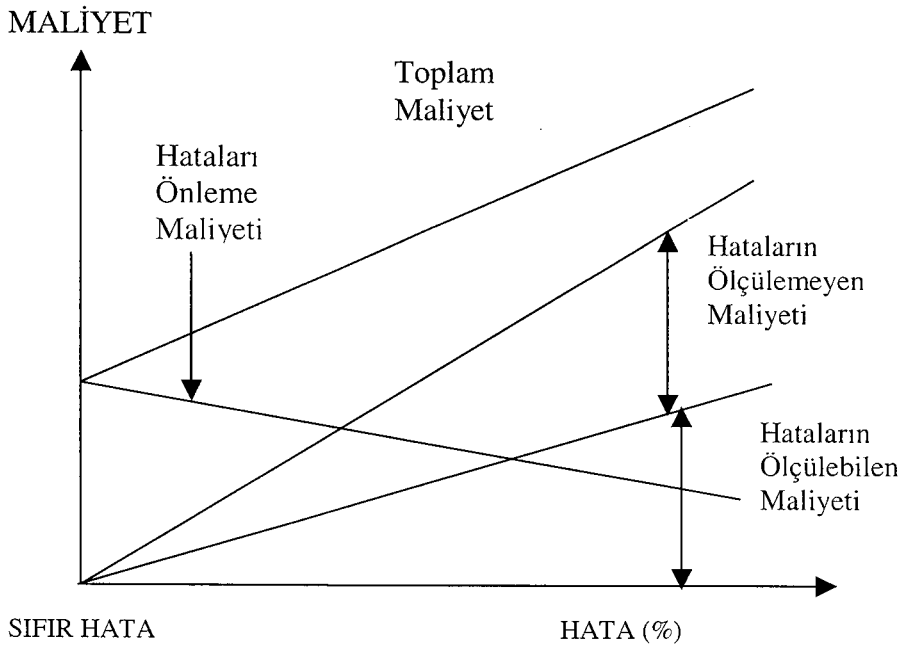 MALİYET
Toplam
Maliyet
Hataları
Önleme
Maliyeti
Hataların
Ölçülemeyen
Maliyeti
Hataların
Ölçülebilen
Maliyeti
SIFIR HATA
HATA (%)